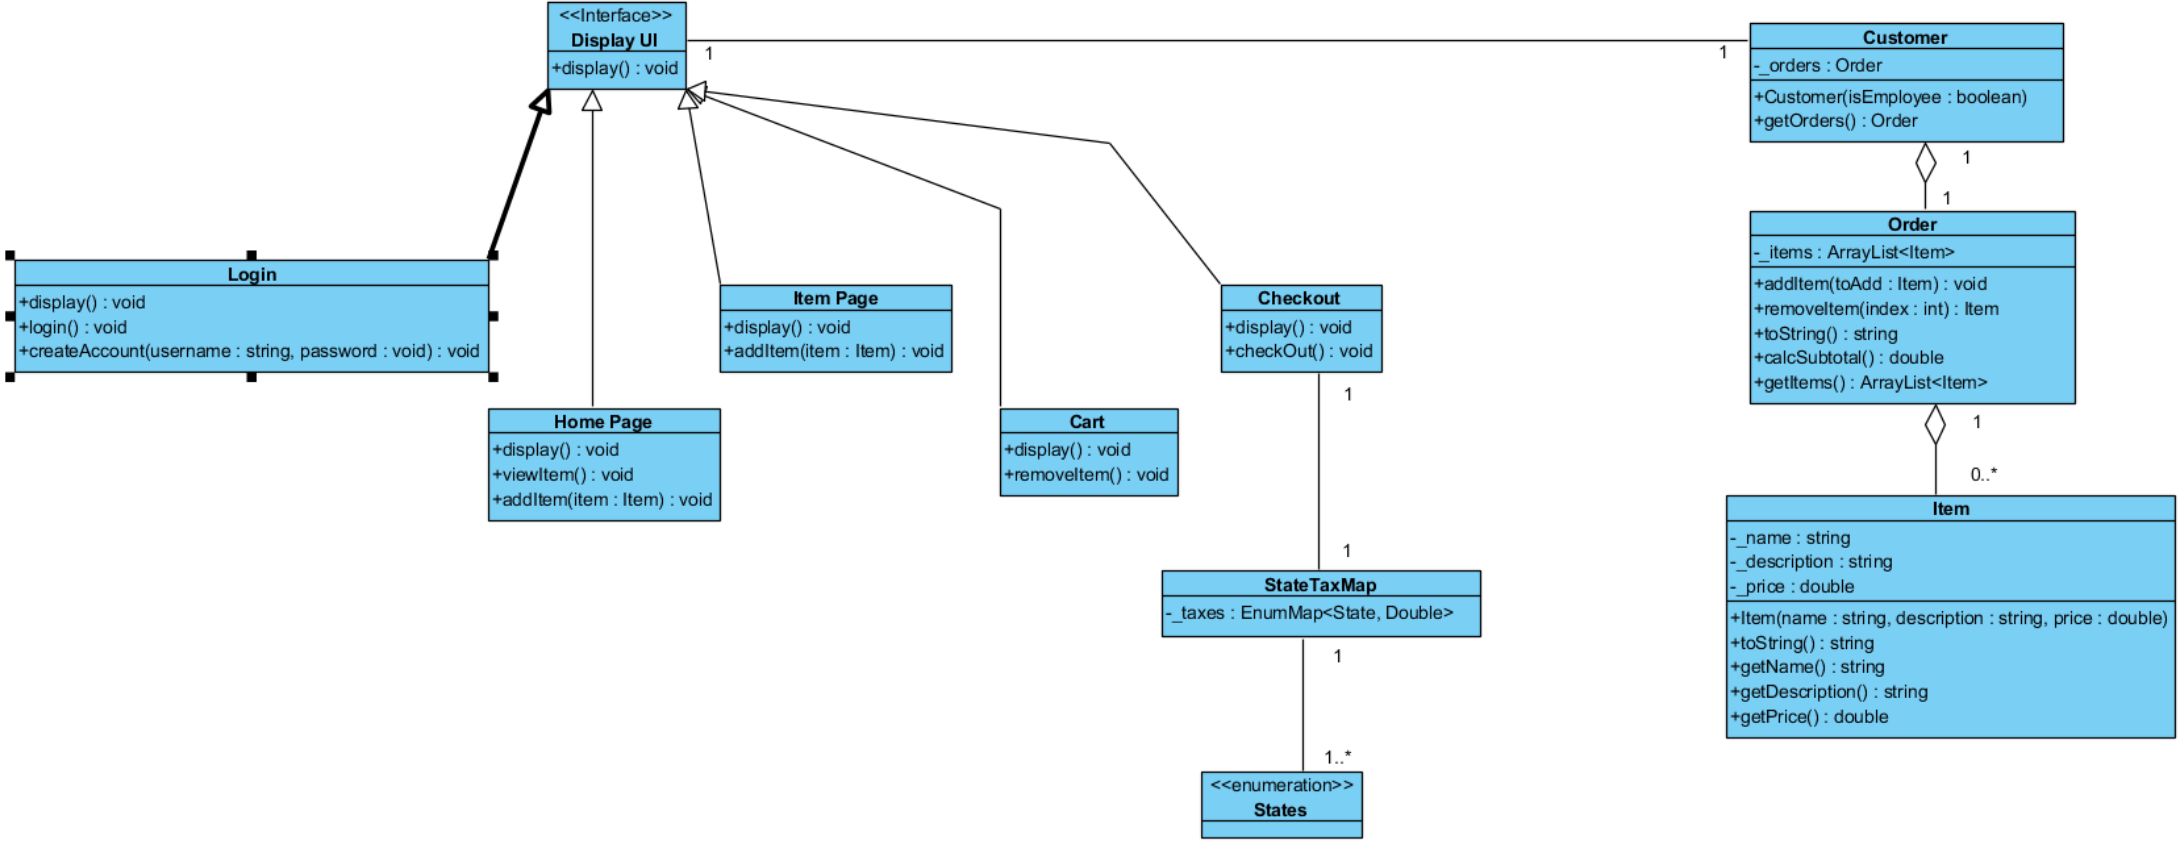 <<Interface>>
Display UI
+display() : void
1
1
Customer
-_orders : Order
+Customer(isEmployee : boolean)
+getOrders() : Order
1
1
Order
-_items : ArrayList<Item>
+addItem(toAdd : Item) : void
+removeItem(index : int) : Item
+toString() : string
+calcSubtotal() : double
+getItems() : ArrayList<Item>
1
0..*
Item
-_name : string
-_description : string
-_price : double
+Item(name : string, description : string, price : double)
+toString() : string
+getName() : string
+getDescription() : string
+getPrice() : double
Login
+display() : void
+login() : void
+createAccount(username : string, password : void) : void
Home Page
+display() : void
+viewItem() : void
+addItem(item : Item) : void
Item Page
+display() : void
+addItem(item : Item) : void
Cart
+display() : void
+removeItem() : void
Checkout
+display() : void
+checkOut() : void
1
1
StateTaxMap
-_taxes : EnumMap<State, Double>
1
1..*
<<enumeration>>
States